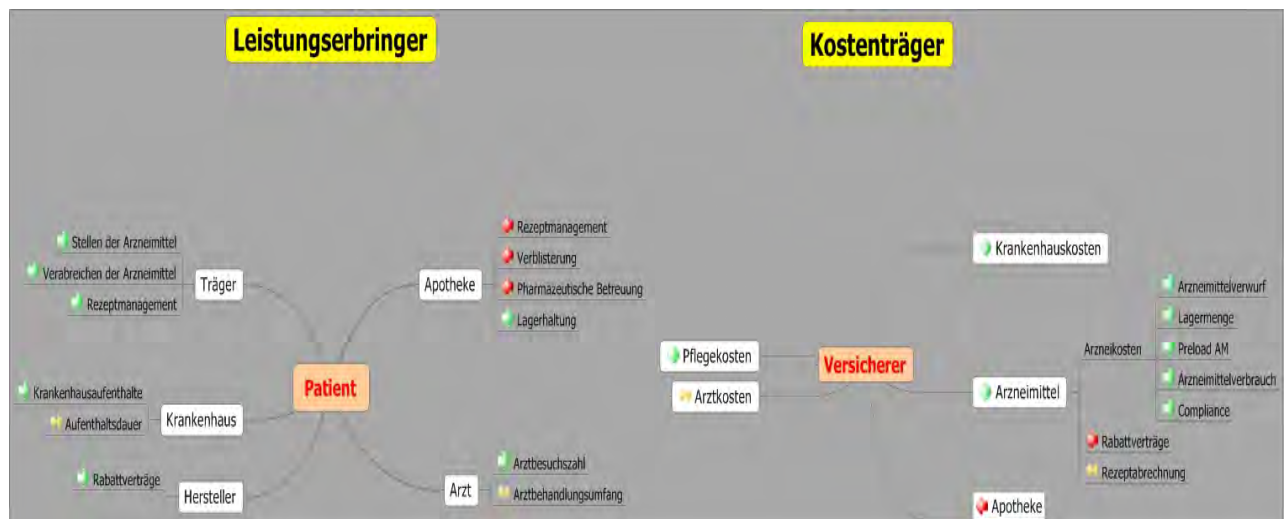 Leistungserbringer
Stellen der Arzneimittel
Verabreichen der Arzneimittel
Rezeptmanagement
Träger
Krankenhausaufenthalte
Aufenthaltsdauer
Krankenhaus
Rabattverträge
Hersteller
Patient
Apotheke
Rezeptmanagement
Verblisterung
Pharmazeutische Betreuung
Lagerhaltung
Arzt
Arztbesuchszahl
Arztbehandlungsumfang
Kostenträger
Pflegekosten
Arztkosten
Versicherer
Krankenhauskosten
Arzneimittel
Arzneikosten
Arzneimittelverwurf
Lagermenge
Preload AM
Arzneimittelverbrauch
Compliance
Rabattverträge
Rezeptabrechnung
Apotheke